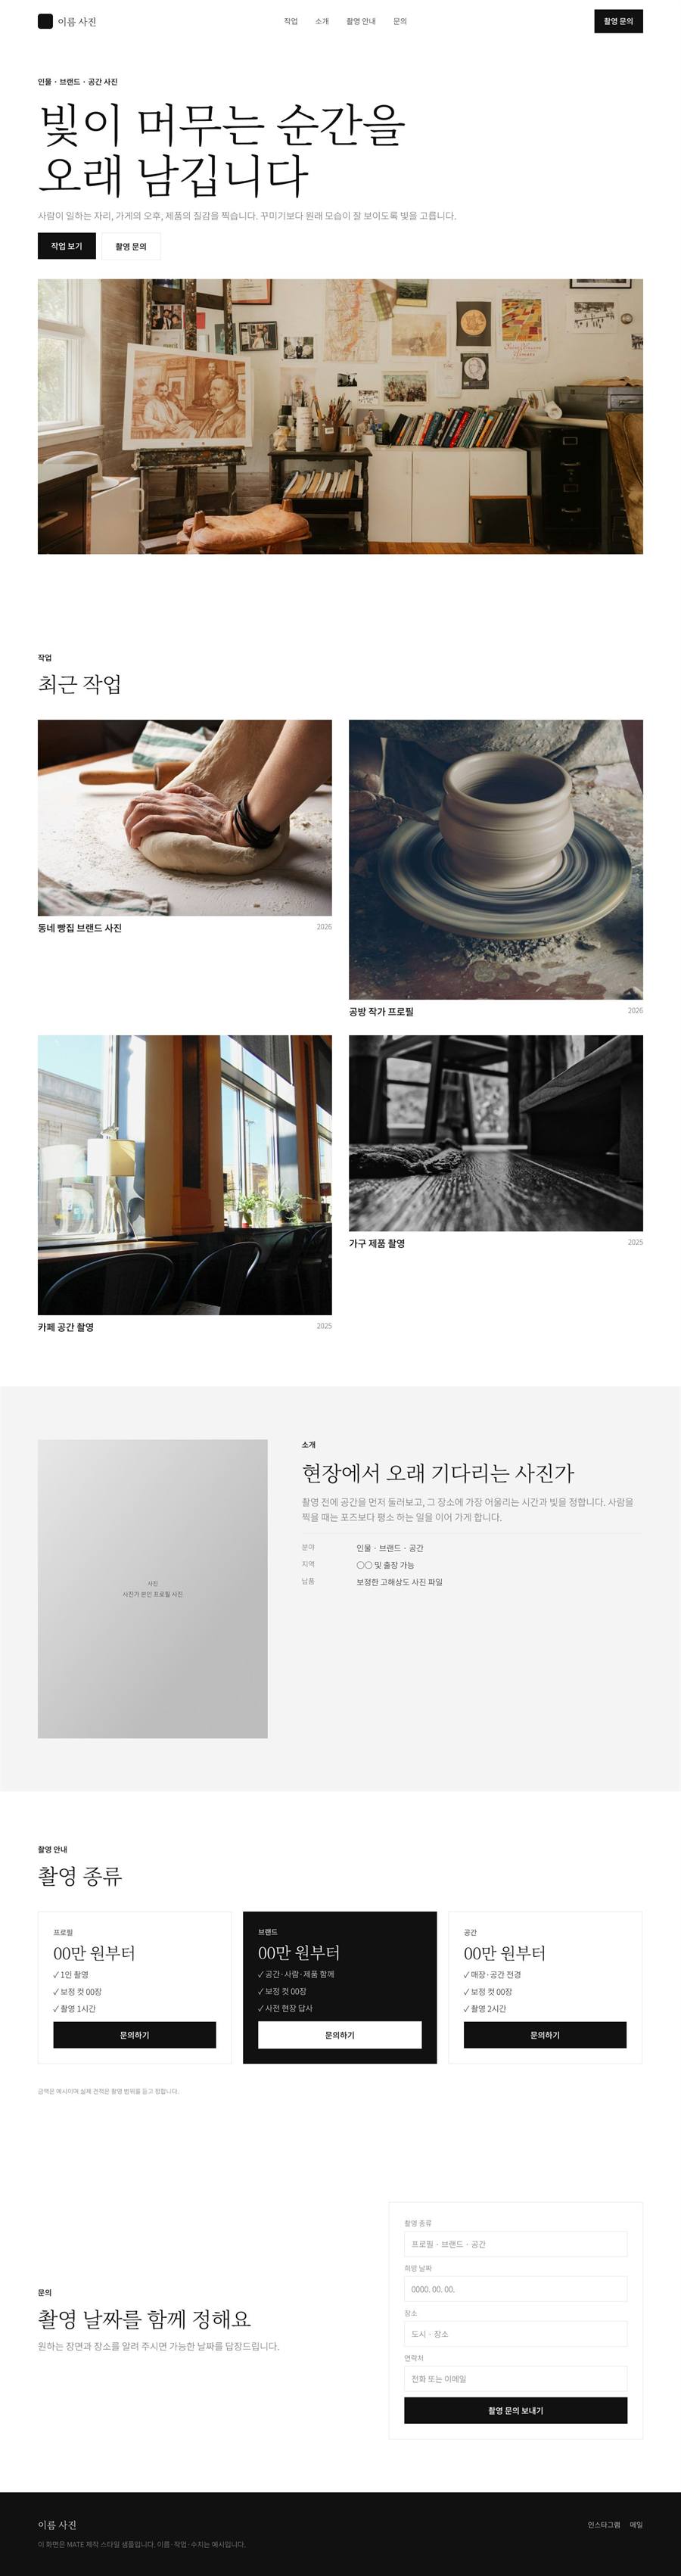 이름 사진
작업
소개
촬영 안내
문의
촬영 문의
인물 · 브랜드 · 공간 사진
빛이 머무는 순간을
오래 남깁니다
사람이 일하는 자리, 가게의 오후, 제품의 질감을 찍습니다. 꾸미기보다 원래 모습이 잘 보이도록 빛을 고릅니다.
작업 보기
촬영 문의
작업
최근 작업
동네 빵집 브랜드 사진
2026
공방 작가 프로필
2026
카페 공간 촬영
2025
가구 제품 촬영
2025
사진
사진가 본인 프로필 사진
소개
현장에서 오래 기다리는 사진가
촬영 전에 공간을 먼저 둘러보고, 그 장소에 가장 어울리는 시간과 빛을 정합니다. 사람을
찍을 때는 포즈보다 평소 하는 일을 이어 가게 합니다.
분야 인물 · 브랜드 · 공간
지역 〇〇 및 출장 가능
납품 보정한 고해상도 사진 파일
촬영 안내
촬영 종류
프로필
00만 원부터
✓ 1인 촬영
✓ 보정 컷 00장
✓ 촬영 1시간
문의하기
브랜드
00만 원부터
✓ 공간·사람·제품 함께
✓ 보정 컷 00장
✓ 사전 현장 답사
문의하기
공간
00만 원부터
✓ 매장·공간 전경
✓ 보정 컷 00장
✓ 촬영 2시간
문의하기
금액은 예시이며 실제 견적은 촬영 범위를 듣고 정합니다.
문의
촬영 날짜를 함께 정해요
원하는 장면과 장소를 알려 주시면 가능한 날짜를 답장드립니다.
촬영 종류
프로필 · 브랜드 · 공간
희망 날짜
0000. 00. 00.
장소
도시 · 장소
연락처
전화 또는 이메일
촬영 문의 보내기
이름 사진
이 화면은 MATE 제작 스타일 샘플입니다. 이름·작업·수치는 예시입니다.
인스타그램
메일